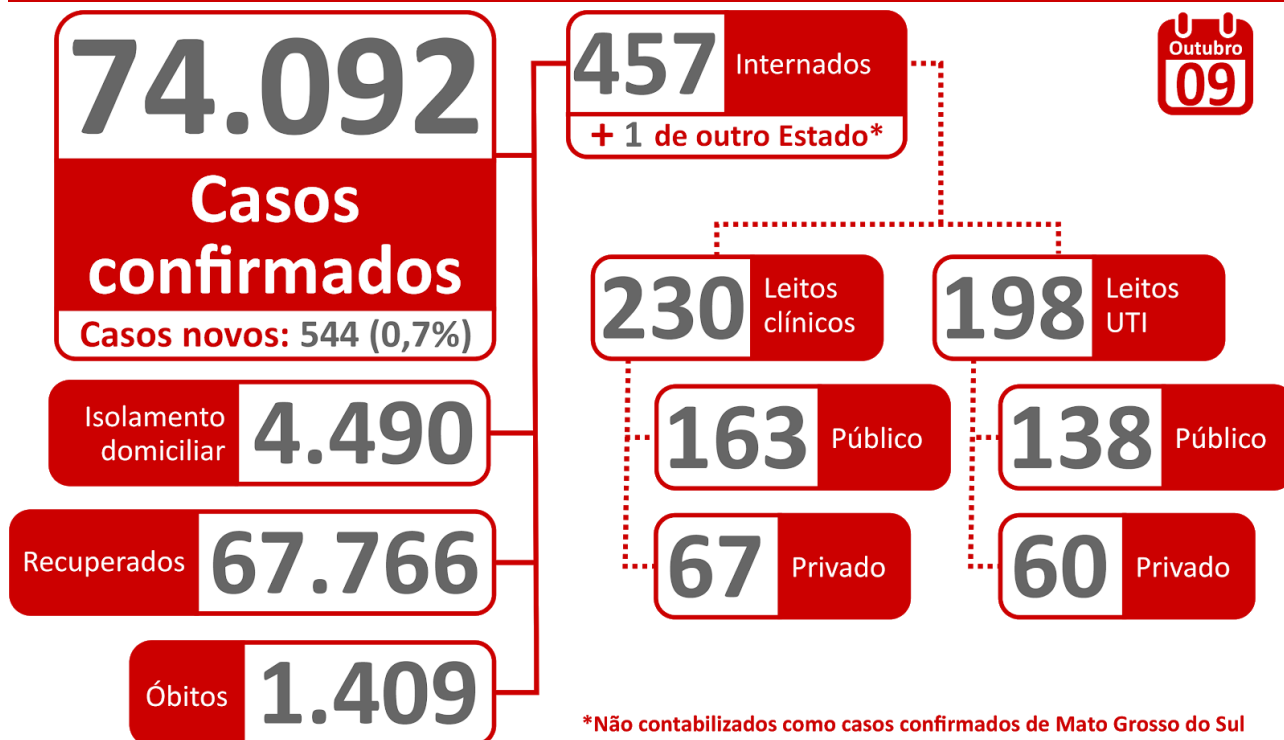 74.092
Casos
confirmados
Casos novos: 544 (0,7%)
Isolamento
domiciliar
4.490
Recuperados
67.766
Óbitos
1.409
457
Internados
+ 1 de outro Estado*
Outubro
09
230
Leitos
clínicos
163
Público
67
Privado
198
Leitos
UTI
138
Público
60
Privado
*Não contabilizados como casos confirmados de Mato Grosso do Sul